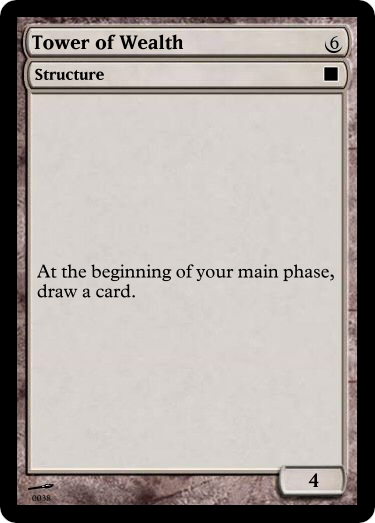 Tower of Wealth 6
Structure
At the beginning of your main phase,
draw a card.
4
0038